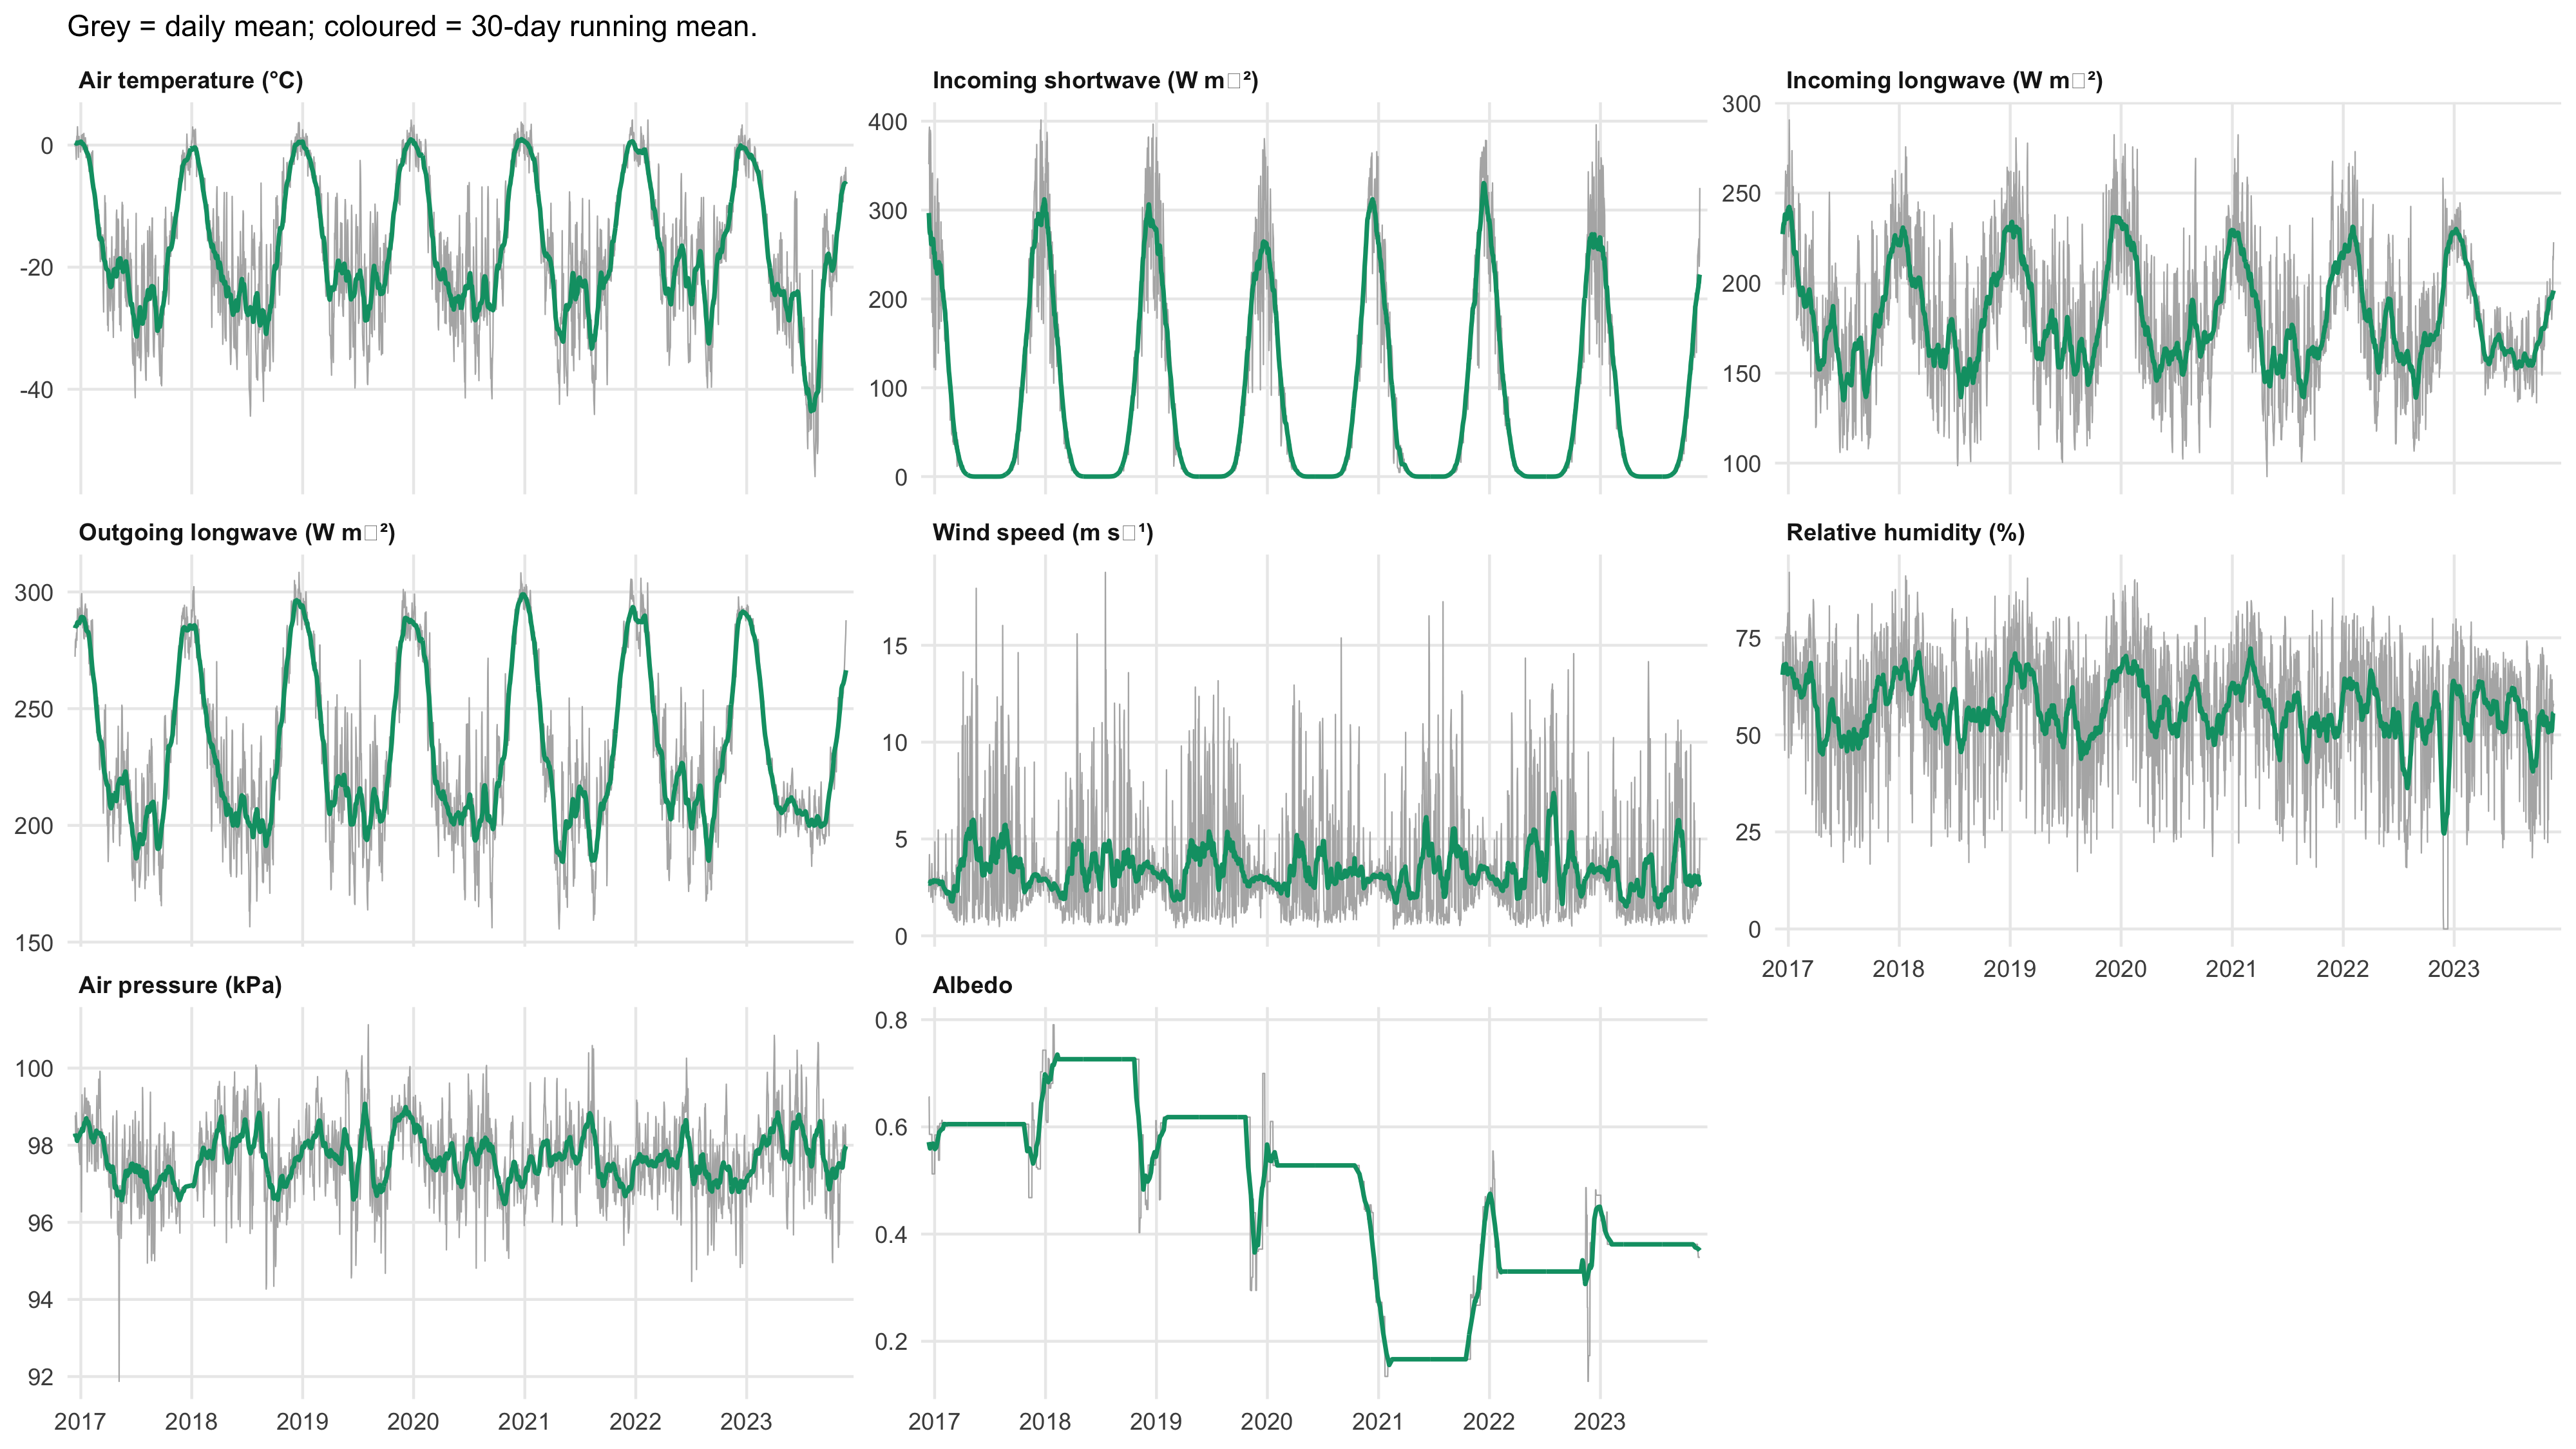 Grey = daily mean; coloured = 30-day running mean.
Air temperature (°C)
0
-20
-40
Incoming shortwave (W m□²)
400
300
200
100
0
Incoming longwave (W m□²)
300
250
200
150
100
Outgoing longwave (W m□²)
300
250
200
150
Wind speed (m s□¹)
15
10
5
0
Relative humidity (%)
75
50
25
0
2017 2018 2019 2020 2021 2022 2023
Air pressure (kPa)
100
98
96
94
92
2017 2018 2019 2020 2021 2022 2023
Albedo
0.8
0.6
0.4
0.2
2017 2018 2019 2020 2021 2022 2023